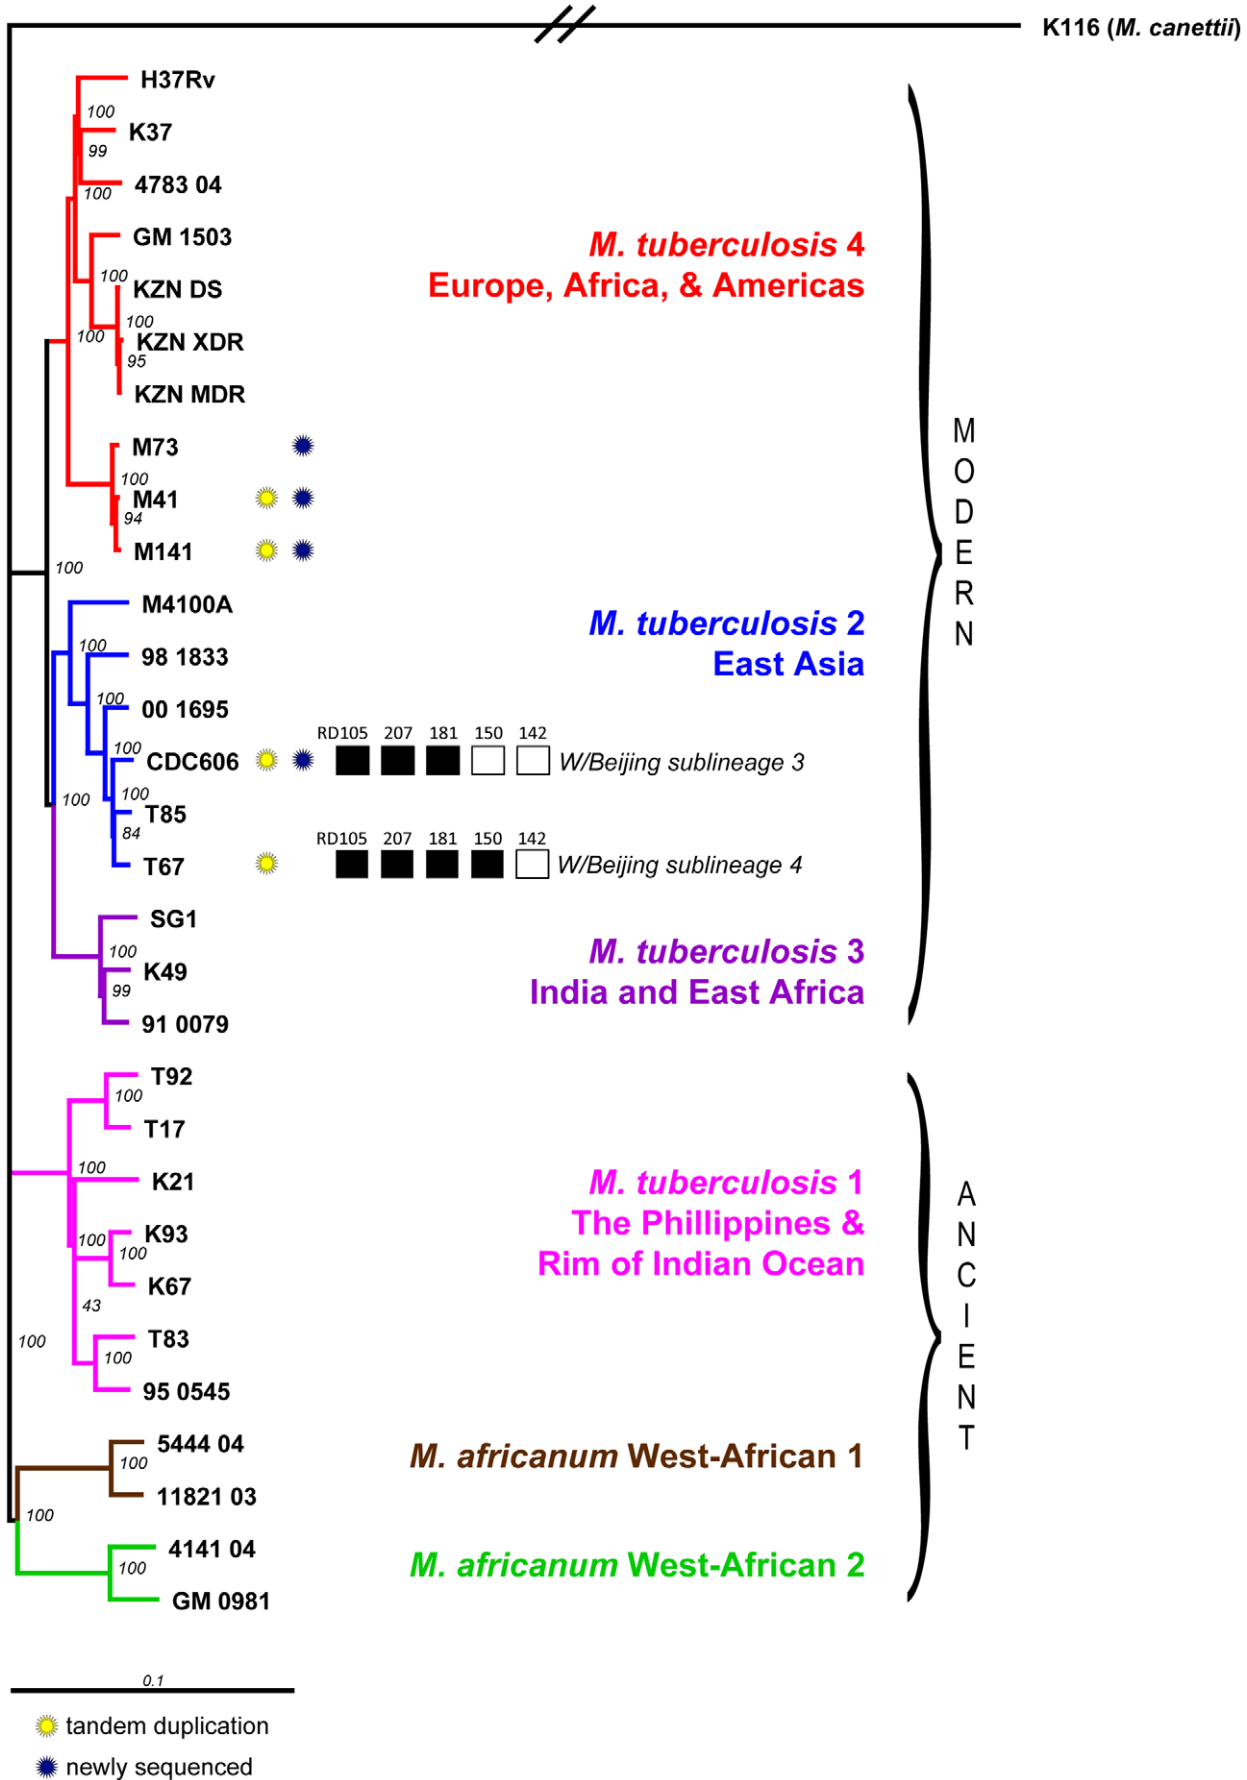 K116 (M. canettii)
H37Rv
100
K37
99
4783 04
100
GM 1503
M. tuberculosis 4
Europe, Africa, & Americas
100
KZN DS
100
100
KZN XDR
95
KZN MDR
M73
100
M41
94
M141
100
M4100A
M. tuberculosis 2
East Asia
100
98 1833
100
00 1695
RD105 207 181 150 142
100
CDC606
W/Beijing sublineage 3
100
100
T85
84
RD105 207 181 150 142
T67
W/Beijing sublineage 4
SG1
100
K49
99
91 0079
M. tuberculosis 3
India and East Africa
MODERN
T92
100
T17
100
K21
M. tuberculosis 1
The Phillippines &
Rim of Indian Ocean
K93
100
100
K67
43
T83
100
100
95 0545
5444 04
100
M. africanum West-African 1
11821 03
100
4141 04
100
M. africanum West-African 2
GM 0981
ANCIENT
0.1
tandem duplication
newly sequenced